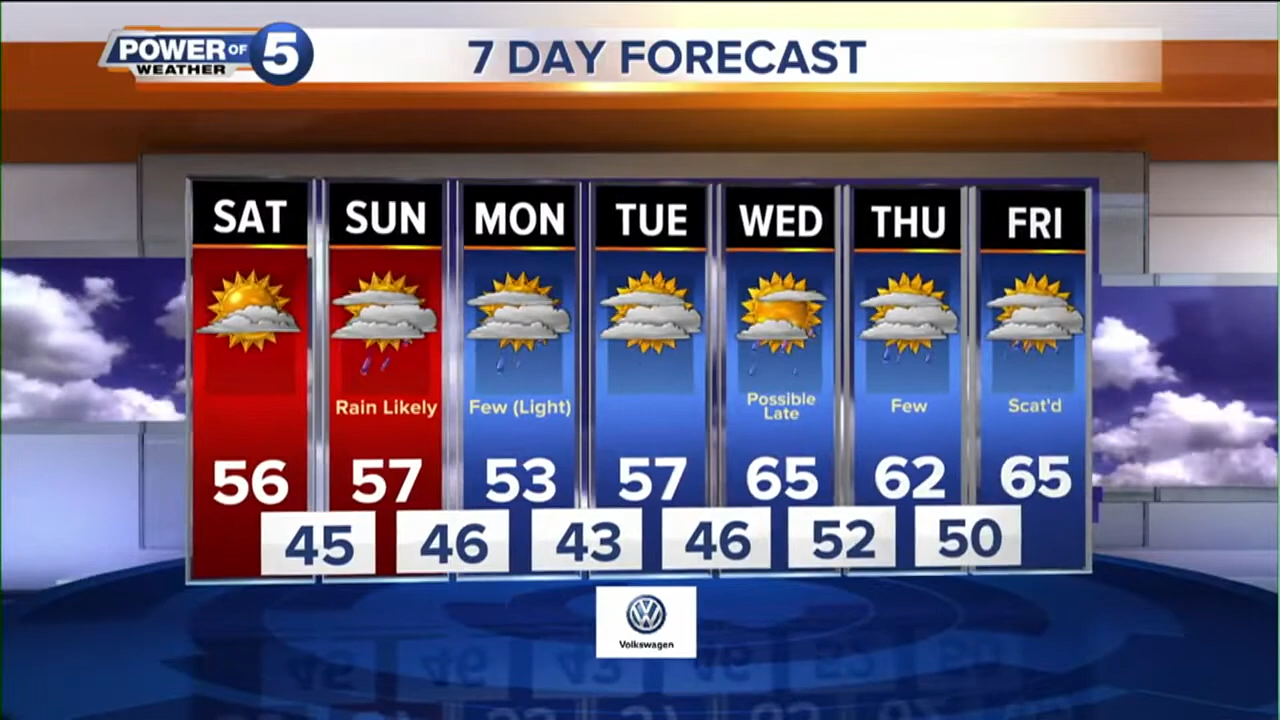 POWER OF 5
WEATHER
7 DAY FORECAST
SAT SUN MON TUE WED THU FRI
Rain Likely Few (Light) Possible Late Few Scat'd
56 57 53 57 65 62 65
45 46 43 46 52 50
Volkswagen